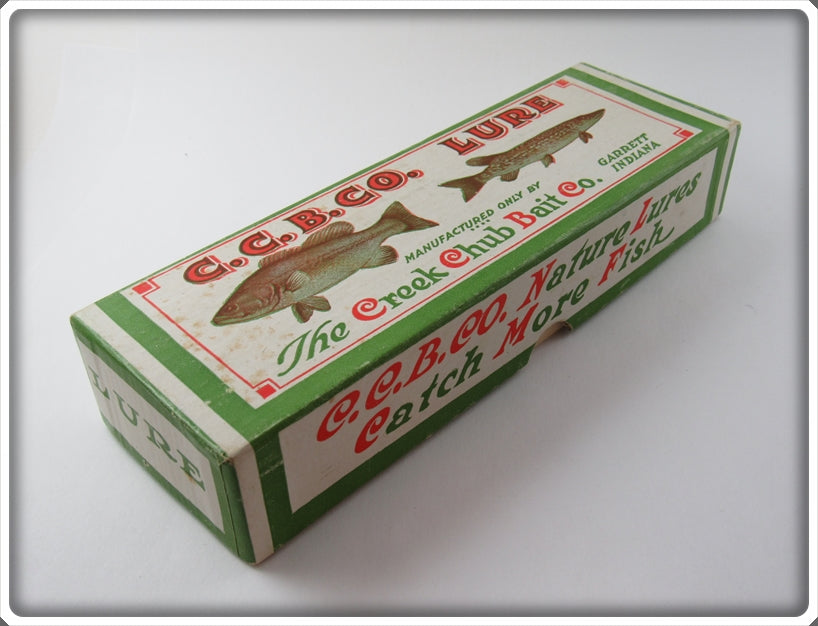 C.C.B.CO. LURE
MANUFACTURED ONLY BY
The Creek Chub Bait Co.
GARRETT
INDIANA
C.C.B.CO. Nature Lures
Catch More Fish
LURE